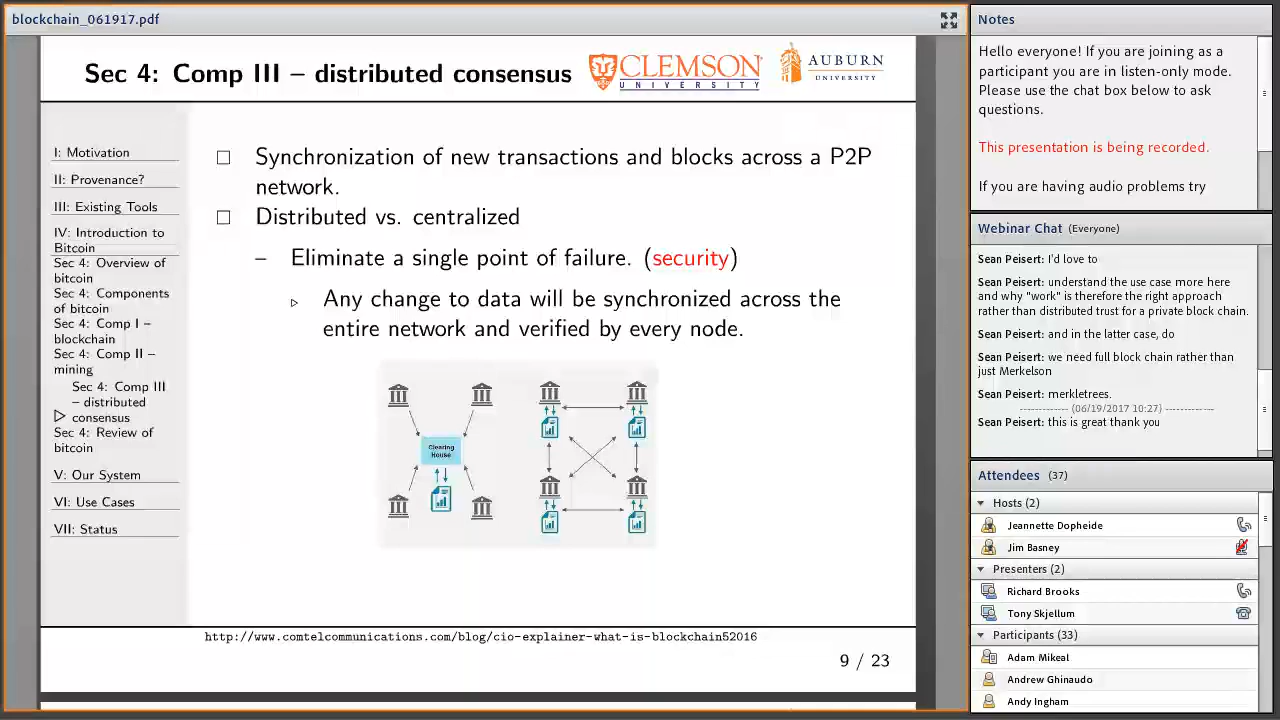 blockchain_061917.pdf
Sec 4: Comp III – distributed consensus
CLEMSON
UNIVERSITY
AUBURN
UNIVERSITY
I: Motivation
II: Provenance?
III: Existing Tools
IV: Introduction to
Bitcoin
Sec 4: Overview of
bitcoin
Sec 4: Components
of bitcoin
Sec 4: Comp I –
blockchain
Sec 4: Comp II –
mining
Sec 4: Comp III
– distributed
consensus
Sec 4: Review of
bitcoin
V: Our System
VI: Use Cases
VII: Status
Synchronization of new transactions and blocks across a P2P
network.
Distributed vs. centralized
– Eliminate a single point of failure. (security)
Any change to data will be synchronized across the
entire network and verified by every node.
Clearing
House
http://www.comtelcommunications.com/blog/cio-explainer-what-is-blockchain52016
9 / 23
Notes
Hello everyone! If you are joining as a
participant you are in listen-only mode.
Please use the chat box below to ask
questions.
This presentation is being recorded.
If you are having audio problems try
Webinar Chat (Everyone)
Sean Peisert: I'd love to
Sean Peisert: understand the use case more here
and why "work" is therefore the right approach
rather than distributed trust for a private block chain.
Sean Peisert: and in the latter case, do
Sean Peisert: we need full block chain rather than
just Merkelson
Sean Peisert: merkletrees.
------------- (06/19/2017 10:27) -------------
Sean Peisert: this is great thank you
Attendees (37)
Hosts (2)
Jeannette Dopheide
Jim Basney
Presenters (2)
Richard Brooks
Tony Skjellum
Participants (33)
Adam Mikeal
Andrew Ghinaudo
Andy Ingham